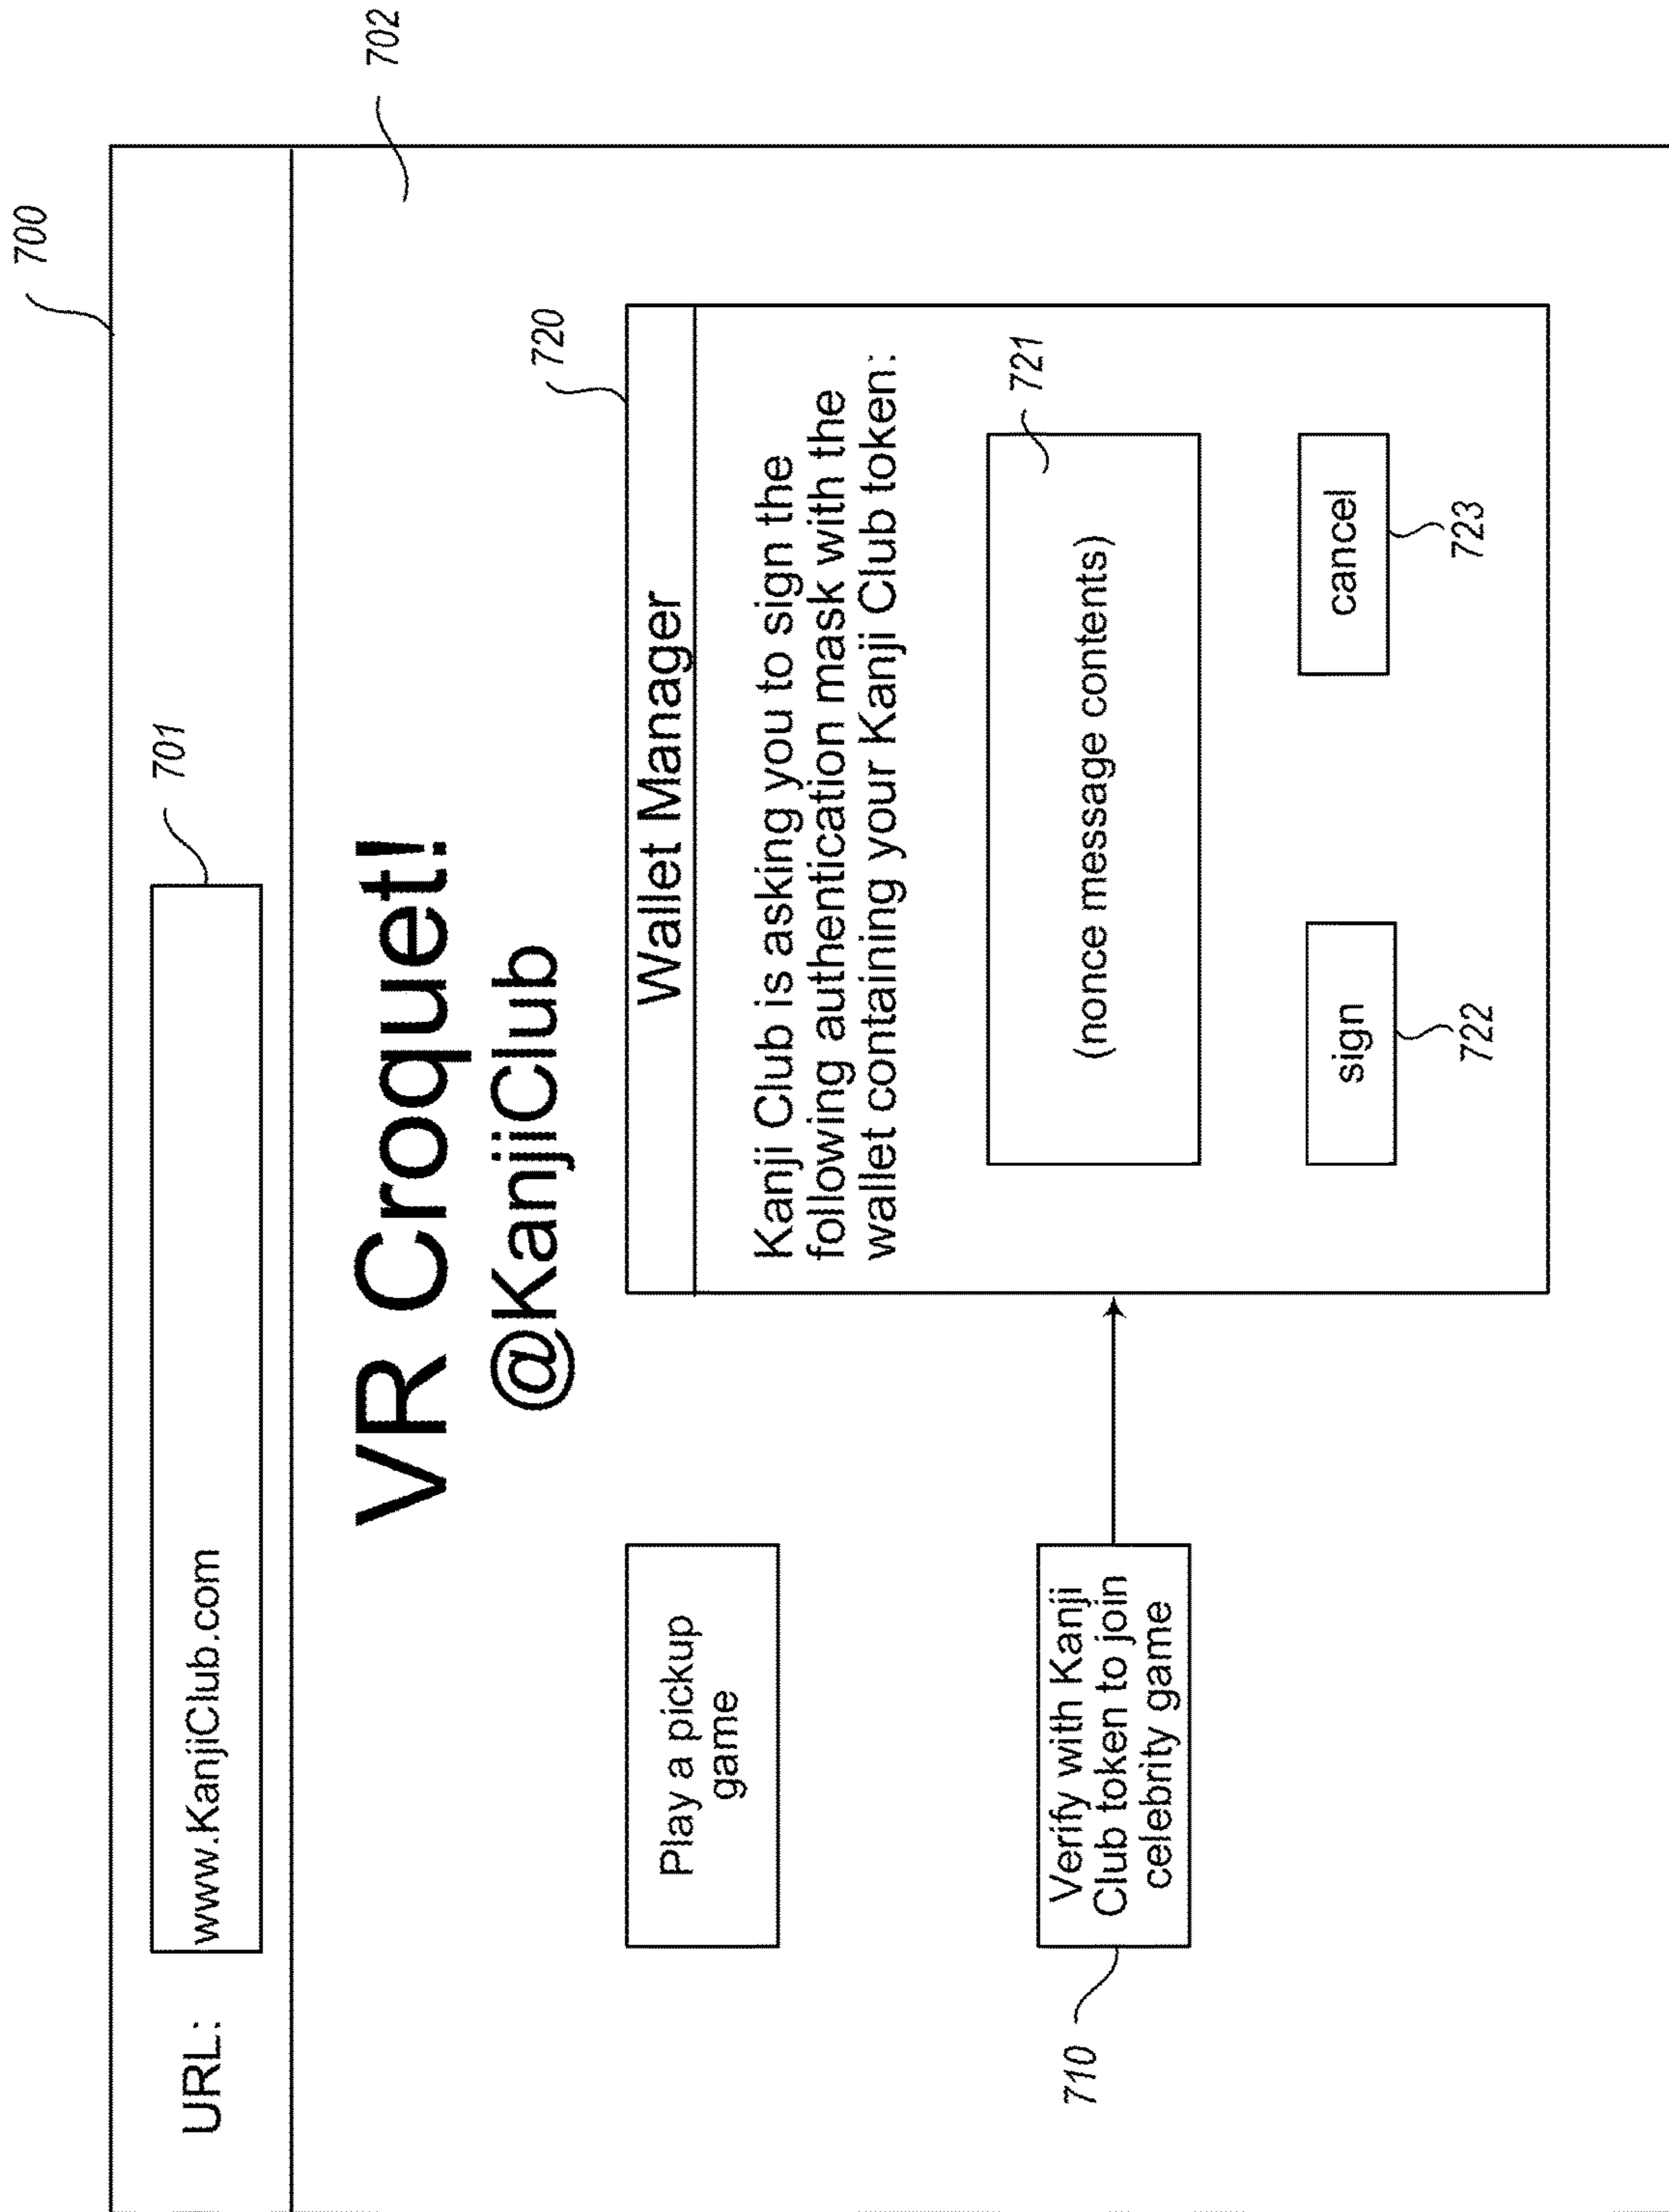 700
701
URL: www.KanjiClub.com
702
VR Croquet!
@KanjiClub
720
Play a pickup
game
Wallet Manager
Kanji Club is asking you to sign the
following authentication mask with the
wallet containing your Kanji Club token:
721
(nonce message contents)
710
Verify with Kanji
Club token to join
celebrity game
sign
cancel
722
723